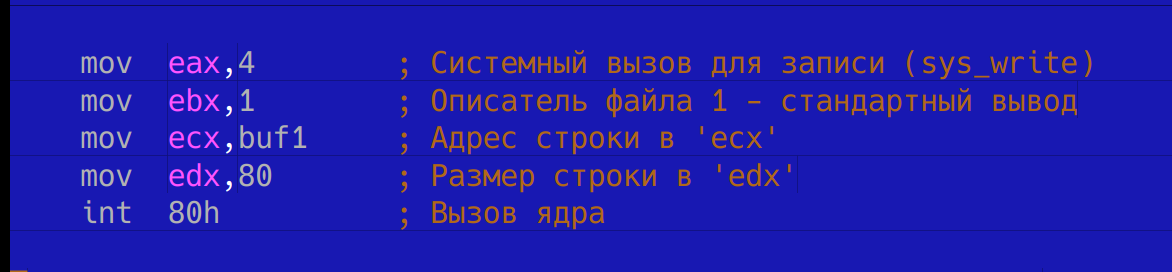 mov eax,4 ; Системный вызов для записи (sys_write)
mov ebx,1 ; Описатель файла 1 - стандартный вывод
mov ecx,buf1 ; Адрес строки в 'ecx'
mov edx,80 ; Размер строки в 'edx'
int 80h ; Вызов ядра